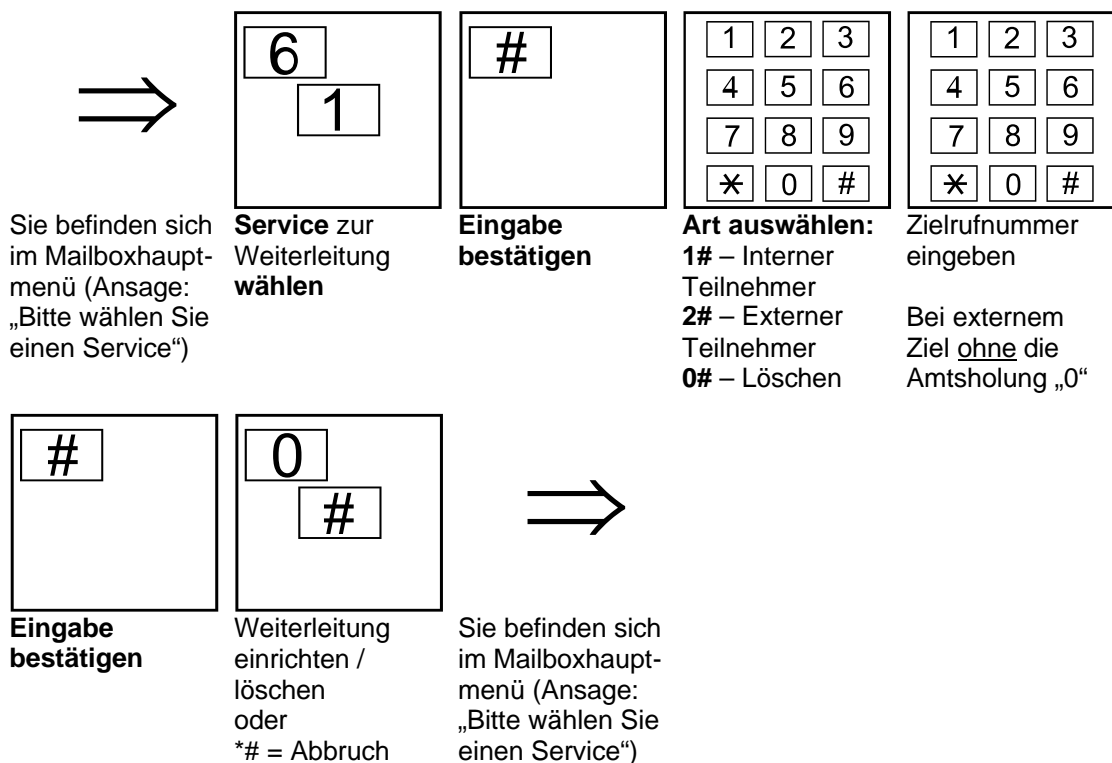 6
1
#
1 2 3
4 5 6
7 8 9
* 0 #
1 2 3
4 5 6
7 8 9
* 0 #
Sie befinden sich
im Mailboxhaupt-
menü (Ansage:
„Bitte wählen Sie
einen Service“)
Service zur
Weiterleitung
wählen
Eingabe
bestätigen
Art auswählen:
1# – Interner
Teilnehmer
2# – Externer
Teilnehmer
0# – Löschen
Zielrufnummer
eingeben
Bei externem
Ziel ohne die
Amtsholung „0“
#
0
#
Eingabe
bestätigen
Weiterleitung
einrichten /
löschen
oder
*# = Abbruch
Sie befinden sich
im Mailboxhaupt-
menü (Ansage:
„Bitte wählen Sie
einen Service“)